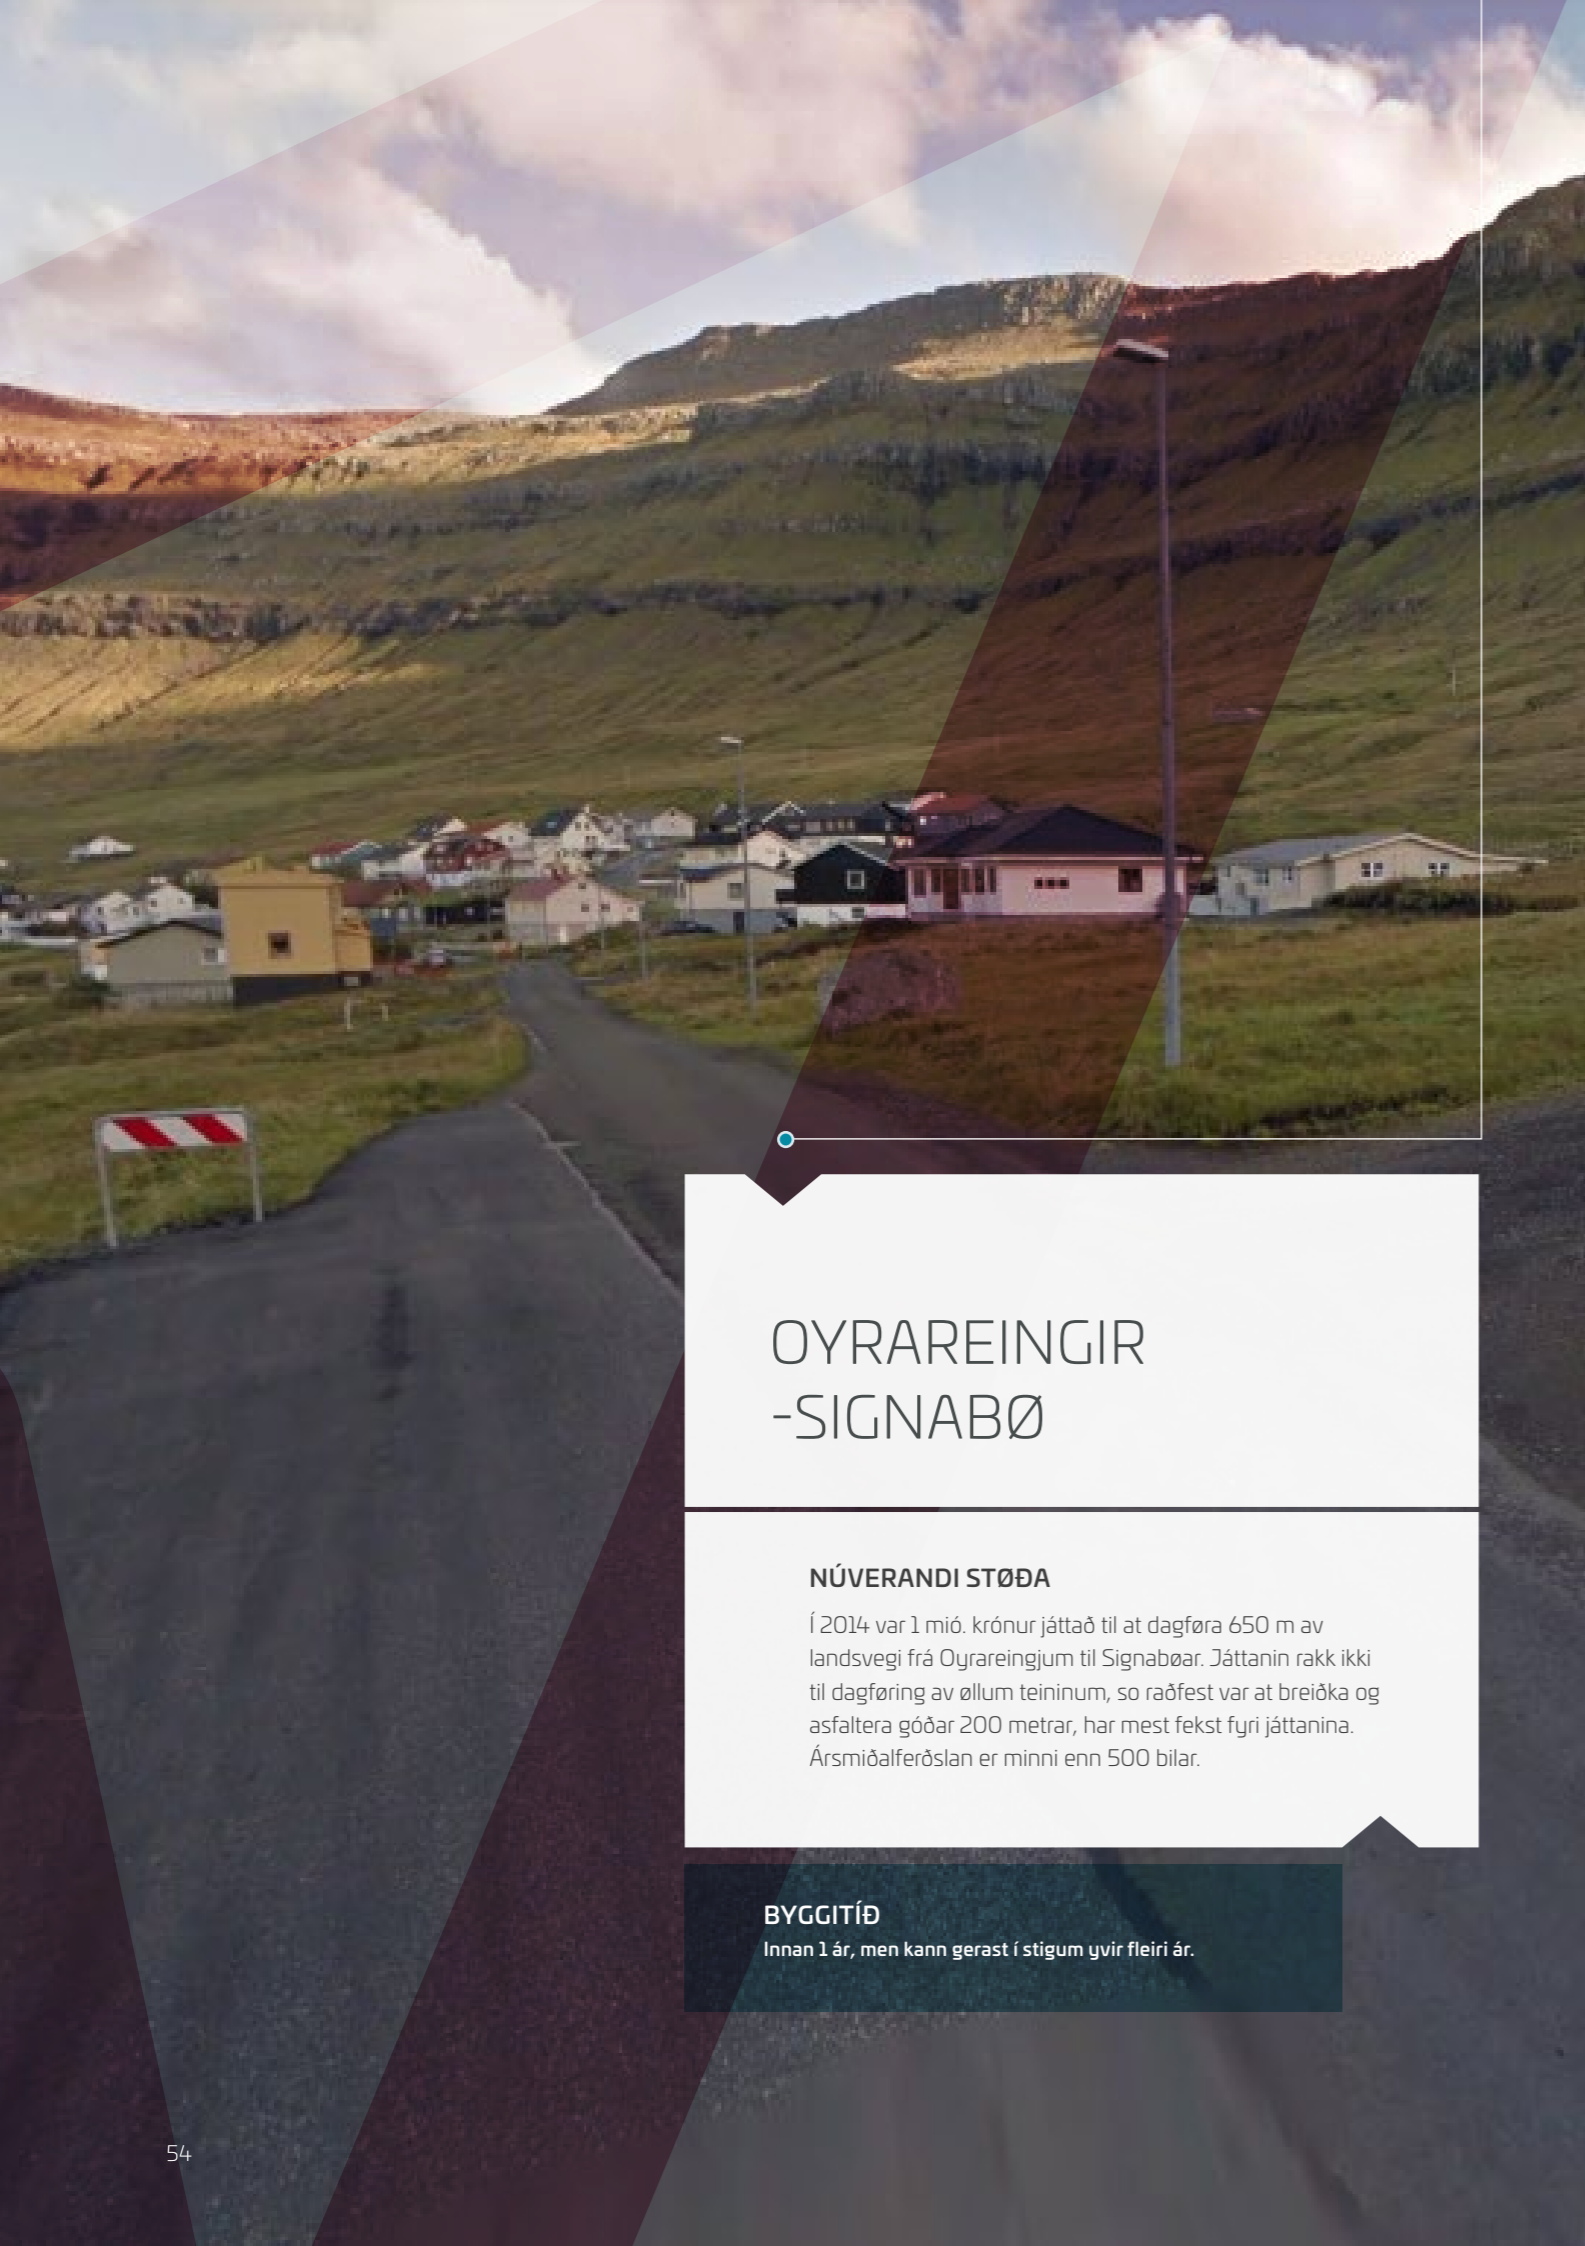 OYRAREINGIR
-SIGNABØ
NÚVERANDI STØÐA
Í 2014 var 1 mió. krónur játtað til at dagføra 650 m av
landsvegi frá Oyrareingjum til Signabøar. Játtanin rakk ikki
til dagføring av øllum teininum, so raðfest var at breiðka og
asfaltera góðar 200 metrar, har mest fekst fyri játtanina.
Ársmiðalferðslan er minni enn 500 bilar.
BYGGITÍÐ
Innan 1 ár, men kann gerast í stigum yvir fleiri ár.
54